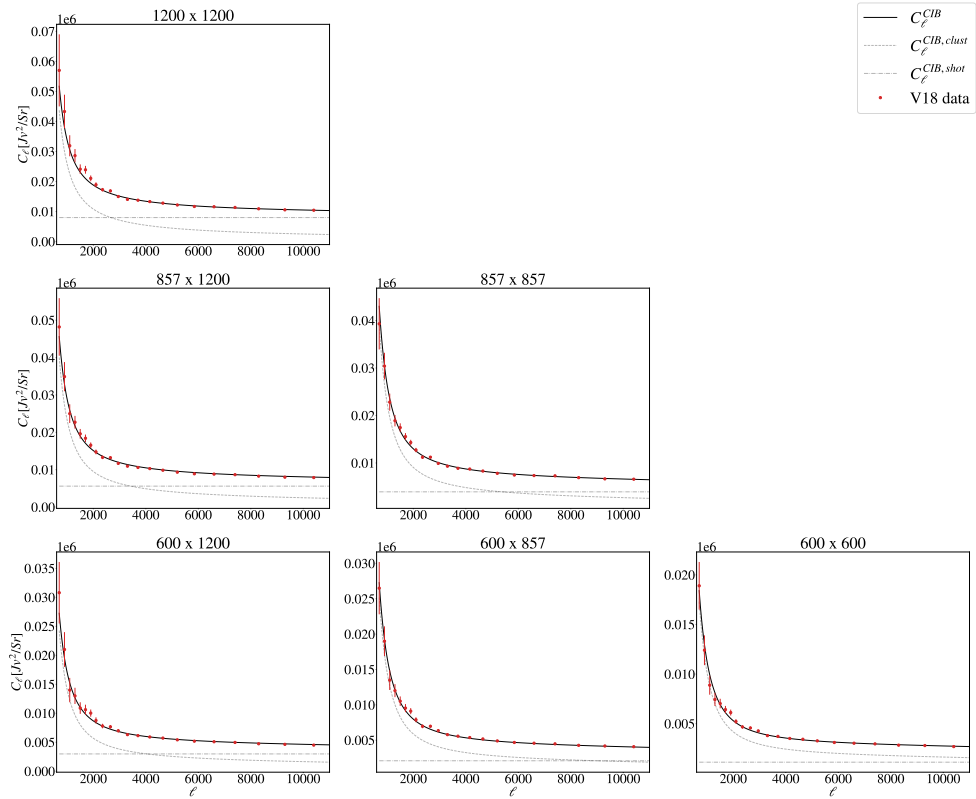 1200 x 1200
1e6
C_ℓ^{CIB}
C_ℓ^{CIB,clust}
C_ℓ^{CIB,shot}
V18 data
C_ℓ[Jy²/Sr]
0.07
0.06
0.05
0.04
0.03
0.02
0.01
0.00
2000 4000 6000 8000 10000
857 x 1200
1e6
C_ℓ[Jy²/Sr]
0.05
0.04
0.03
0.02
0.01
0.00
2000 4000 6000 8000 10000
857 x 857
1e6
0.04
0.03
0.02
0.01
2000 4000 6000 8000 10000
600 x 1200
1e6
C_ℓ[Jy²/Sr]
0.035
0.030
0.025
0.020
0.015
0.010
0.005
0.000
2000 4000 6000 8000 10000
ℓ
600 x 857
1e6
0.030
0.025
0.020
0.015
0.010
0.005
2000 4000 6000 8000 10000
ℓ
600 x 600
1e6
0.020
0.015
0.010
0.005
2000 4000 6000 8000 10000
ℓ